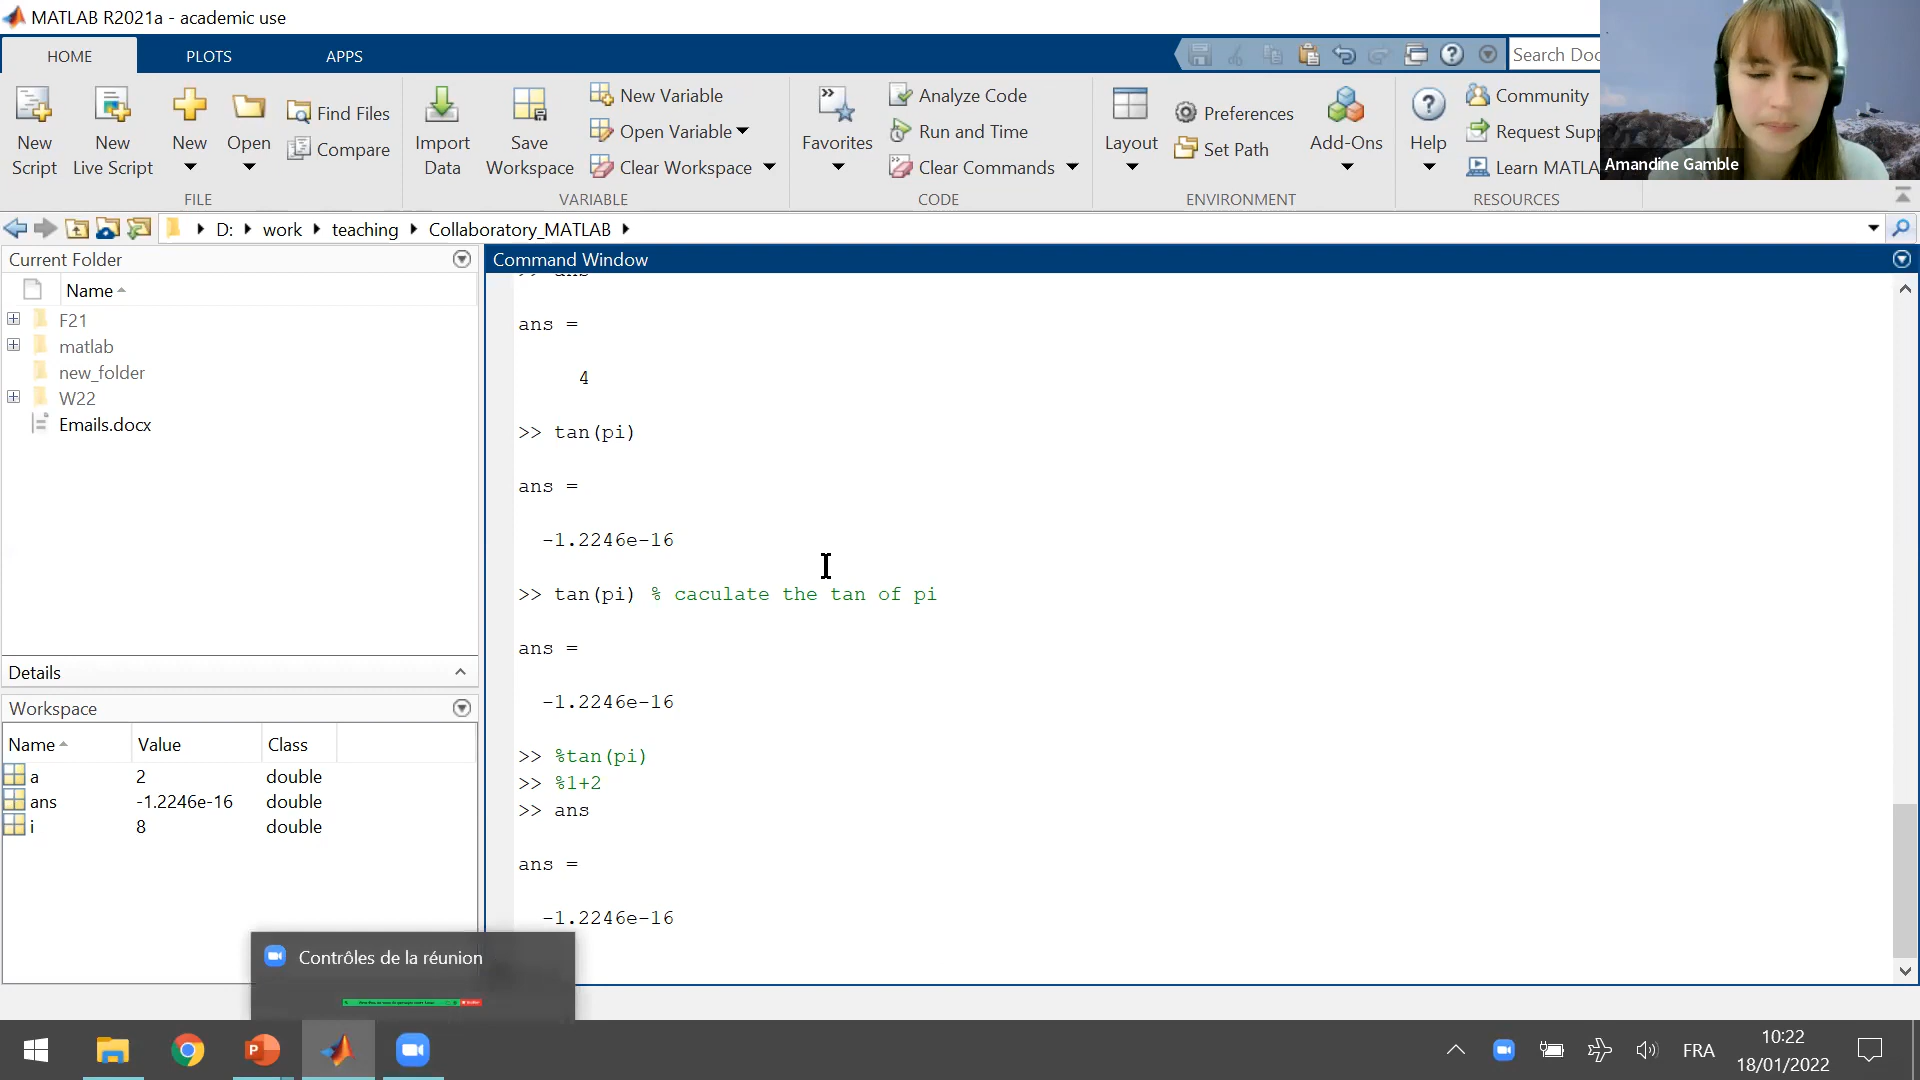 MATLAB R2021a - academic use
HOME
PLOTS
APPS
Search Doc
New Script
New Live Script
New
Open
Find Files
Compare
FILE
Import Data
Save Workspace
New Variable
Open Variable
Clear Workspace
VARIABLE
Favorites
Analyze Code
Run and Time
Clear Commands
CODE
Layout
Preferences
Set Path
Add-Ons
ENVIRONMENT
Help
Community
Request Supp
Learn MATLA
RESOURCES
Amandine Gamble
D:
work
teaching
Collaboratory_MATLAB
Current Folder
Name
F21
matlab
new_folder
W22
Emails.docx
Details
Workspace
Name Value Class
a 2 double
ans -1.2246e-16 double
i 8 double
Command Window
>> ans
ans =
4
>> tan(pi)
ans =
-1.2246e-16
>> tan(pi) % caculate the tan of pi
ans =
-1.2246e-16
>> %tan(pi)
>> %1+2
>> ans
ans =
-1.2246e-16
Contrôles de la réunion
FRA
10:22
18/01/2022